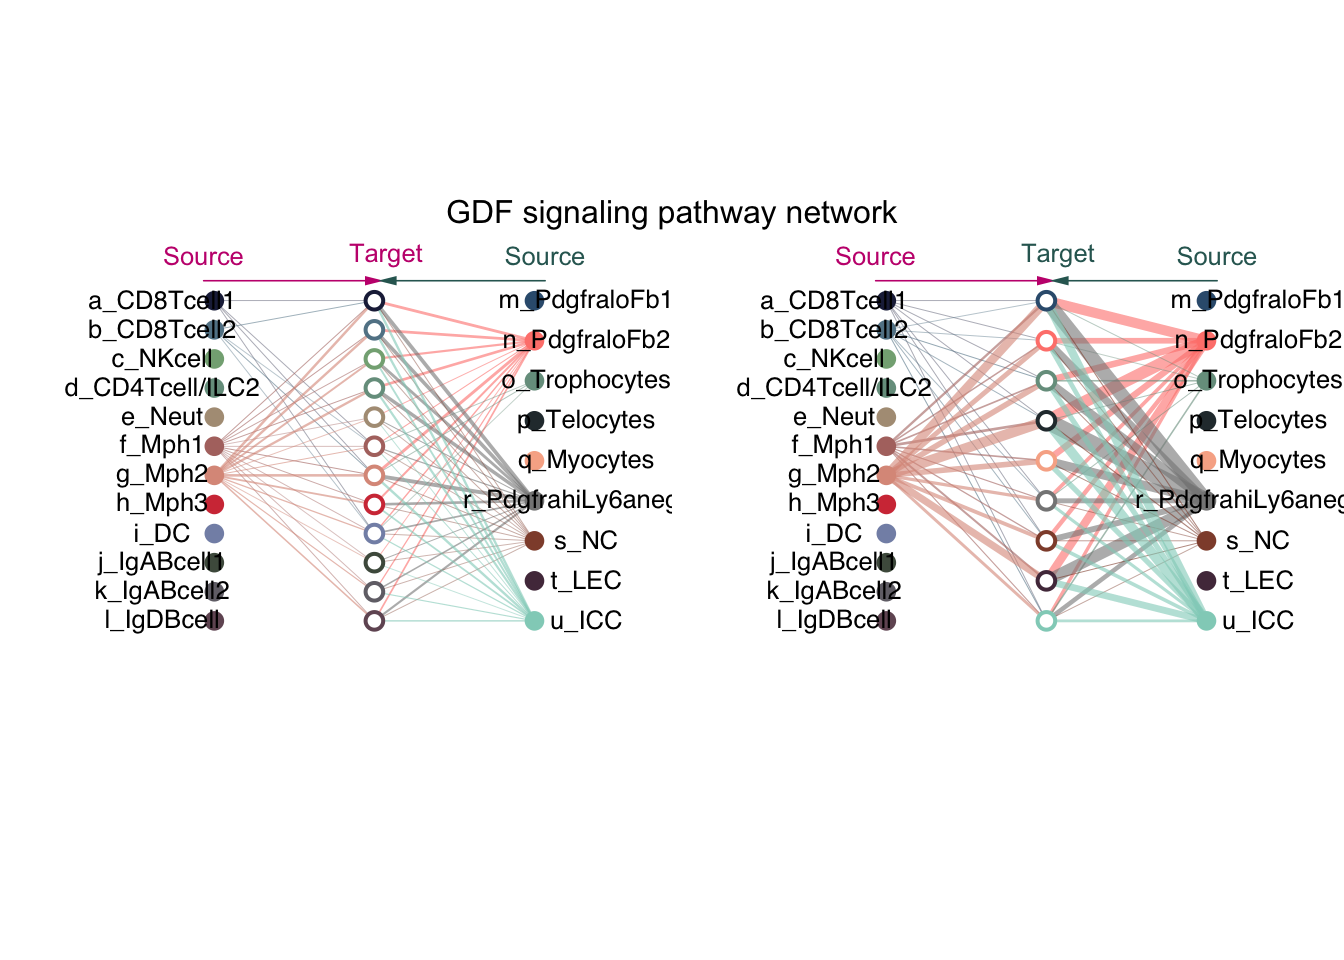 GDF signaling pathway network
Source
Target
Source
a_CD8Tcell1
b_CD8Tcell2
c_NKcell
d_CD4Tcell/ILC2
e_Neut
f_Mph1
g_Mph2
h_Mph3
i_DC
j_IgABcell1
k_IgABcell2
l_IgDBcell
m_PdgfraloFb1
n_PdgfraloFb2
o_Trophocytes
p_Telocytes
q_Myocytes
r_PdgfrahiLy6aneg
s_NC
t_LEC
u_ICC
Source
Target
Source
a_CD8Tcell1
b_CD8Tcell2
c_NKcell
d_CD4Tcell/ILC2
e_Neut
f_Mph1
g_Mph2
h_Mph3
i_DC
j_IgABcell1
k_IgABcell2
l_IgDBcell
m_PdgfraloFb1
n_PdgfraloFb2
o_Trophocytes
p_Telocytes
q_Myocytes
r_PdgfrahiLy6aneg
s_NC
t_LEC
u_ICC